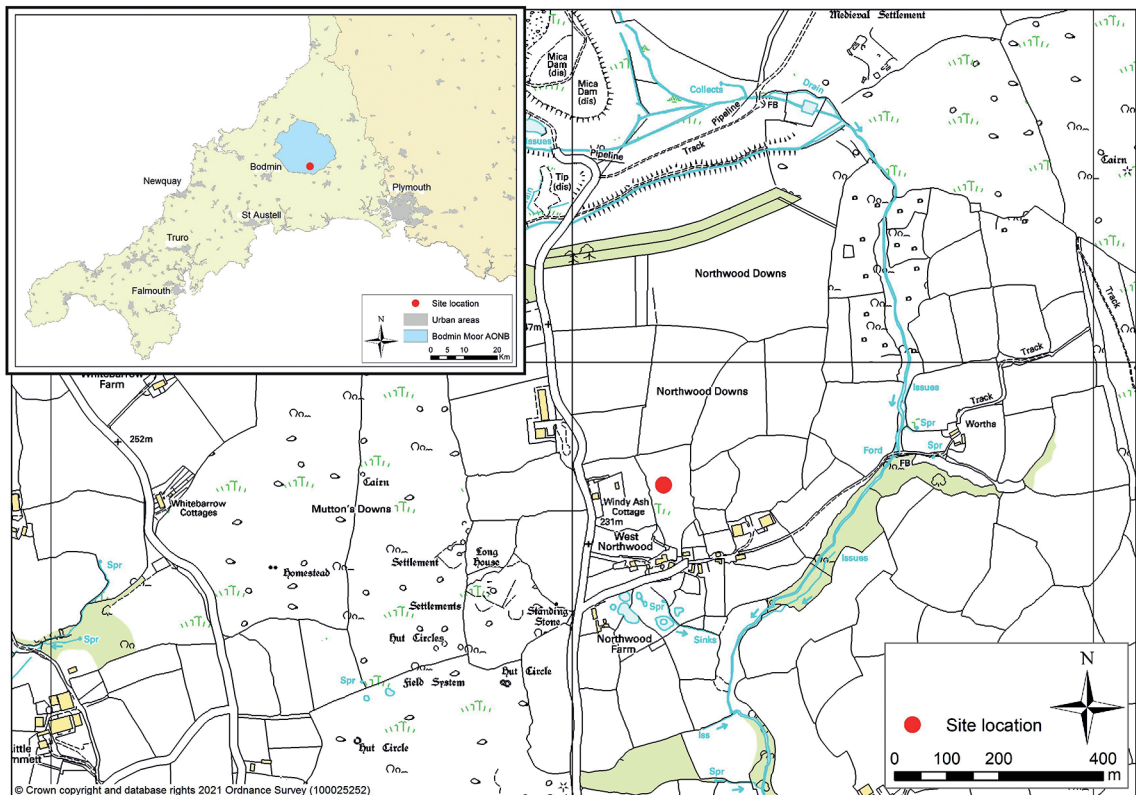 Newquay
Bodmin
Plymouth
St Austell
Truro
Falmouth
N
Site location
Urban areas
Bodmin Moor AONB
0 5 10 20
Km
Medieval Settlement
Mica
Dam
(dis)
Mica
Dam
(dis)
Collects
Drain
FB
Pipeline
Issues
Pipeline
Track
Tip
(dis)
Cairn
Northwood Downs
Track
47m
Track
Whitebarrow
Farm
Northwood Downs
Issues
Track
Spr
Worths
252m
Ford
Spr
FB
Cairn
Whitebarrow
Cottages
Mutton's Downs
Windy Ash
Cottage
231m
West
Northwood
Long
House
Settlement
Spr
Homestead
Issues
Settlements
Standing
Stone
Spr
Spr
Hut Circles
Northwood
Farm
Sinks
Hut Circle
Spr
Field System
Iss
Hut Circle
Little
mmett
Spr
N
Site location
0 100 200 400
m
© Crown copyright and database rights 2021 Ordnance Survey (100025252)